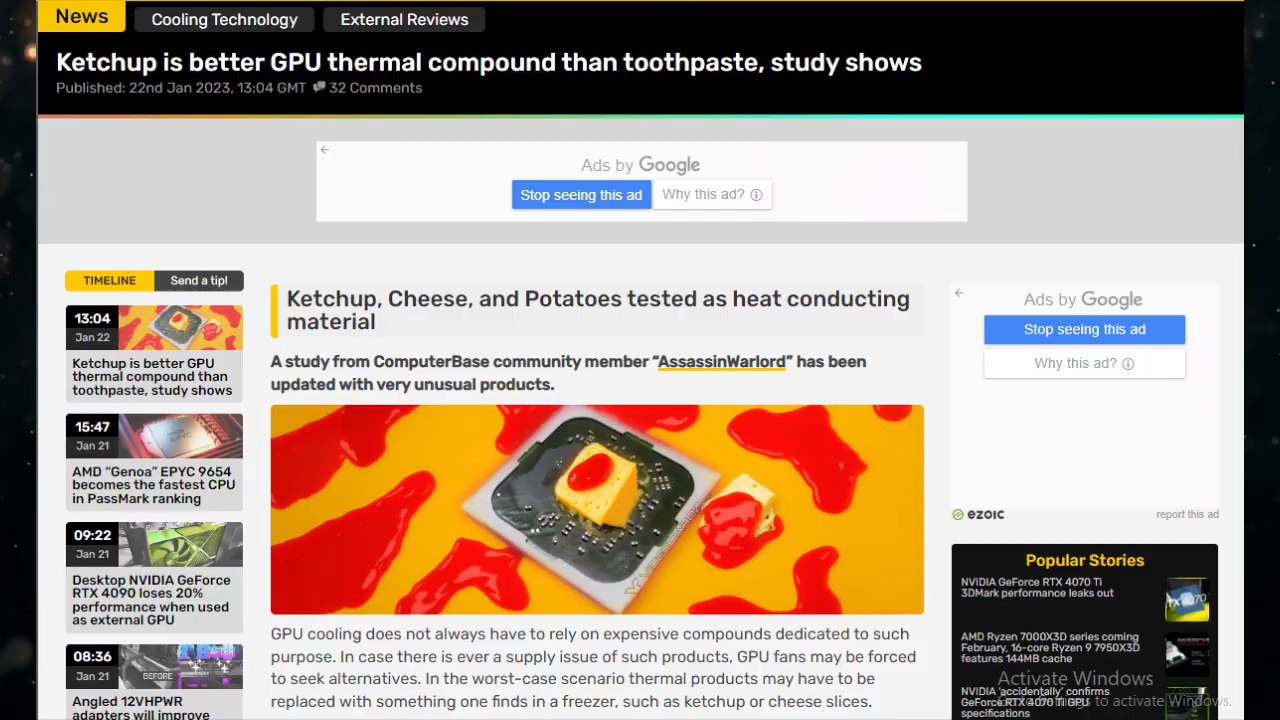 News
Cooling Technology
External Reviews
Ketchup is better GPU thermal compound than toothpaste, study shows
Published: 22nd Jan 2023, 13:04 GMT 32 Comments
Ads by Google
Stop seeing this ad
Why this ad?
TIMELINE
Send a tip!
13:04
Jan 22
Ketchup is better GPU
thermal compound than
toothpaste, study shows
15:47
Jan 21
AMD “Genoa” EPYC 9654
becomes the fastest CPU
in PassMark ranking
09:22
Jan 21
Desktop NVIDIA GeForce
RTX 4090 loses 20%
performance when used
as external GPU
08:36
Jan 21
BEFORE
AFTER
Angled 12VHPWR
adapters will improve
Ketchup, Cheese, and Potatoes tested as heat conducting
material
A study from ComputerBase community member “AssassinWarlord” has been
updated with very unusual products.
GPU cooling does not always have to rely on expensive compounds dedicated to such
purpose. In case there is ever a supply issue of such products, GPU fans may be forced
to seek alternatives. In the worst-case scenario thermal products may have to be
replaced with something one finds in a freezer, such as ketchup or cheese slices.
Ads by Google
Stop seeing this ad
Why this ad?
ezoic
report this ad
Popular Stories
NVIDIA GeForce RTX 4070 Ti
3DMark performance leaks out
AMD Ryzen 7000X3D series coming
February, 16-core Ryzen 9 7950X3D
features 144MB cache
NVIDIA ‘accidentally’ confirms
GeForce RTX 4070 Ti GPU
specifications
Activate Windows
to activate Windows.